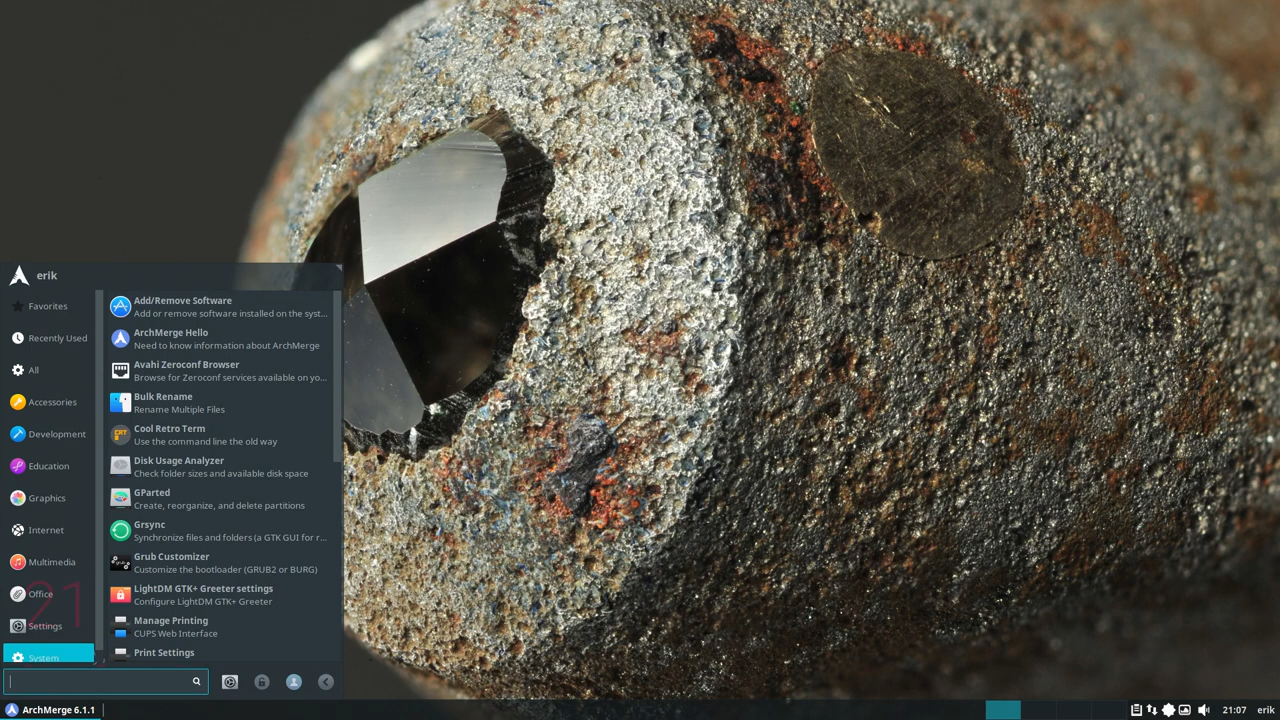 erik
Favorites
Recently Used
All
Accessories
Development
Education
Graphics
Internet
Multimedia
Office
Settings
System
21
Add/Remove Software
Add or remove software installed on the syst...
ArchMerge Hello
Need to know information about ArchMerge
Avahi Zeroconf Browser
Browse for Zeroconf services available on yo...
Bulk Rename
Rename Multiple Files
Cool Retro Term
Use the command line the old way
Disk Usage Analyzer
Check folder sizes and available disk space
GParted
Create, reorganize, and delete partitions
Grsync
Synchronize files and folders (a GTK GUI for r...
Grub Customizer
Customize the bootloader (GRUB2 or BURG)
LightDM GTK+ Greeter settings
Configure LightDM GTK+ Greeter
Manage Printing
CUPS Web Interface
Print Settings
ArchMerge 6.1.1
21:07
erik